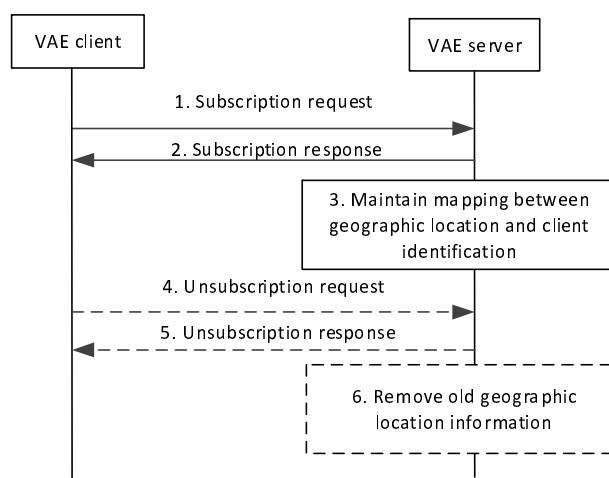 VAE client
VAE server
1. Subscription request
2. Subscription response
3. Maintain mapping between
geographic location and client
identification
4. Unsubscription request
5. Unsubscription response
6. Remove old geographic
location information